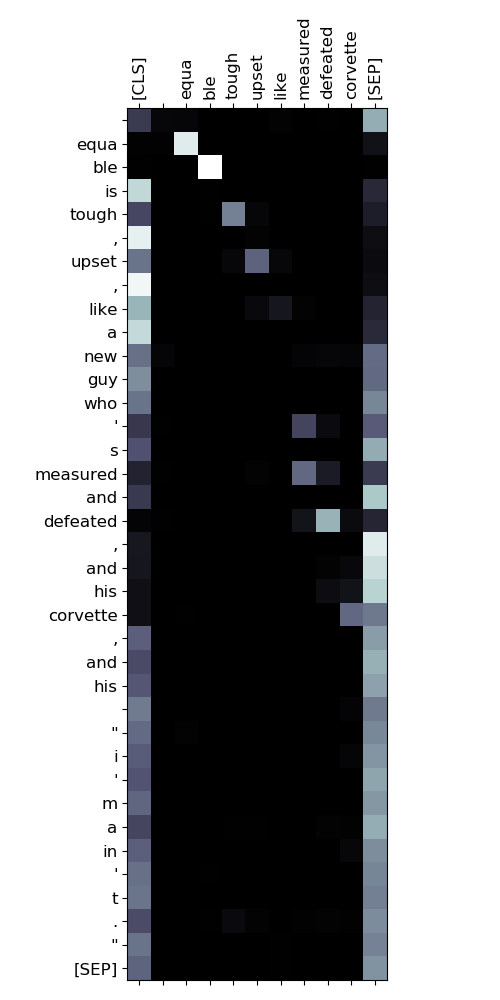 [CLS] equa ble tough upset like measured defeated corvette [SEP]
equa
ble
is
tough
,
upset
,
like
a
new
guy
who
'
s
measured
and
defeated
,
and
his
corvette
,
and
his
"
i
'
m
a
in
'
t
.
"
[SEP]